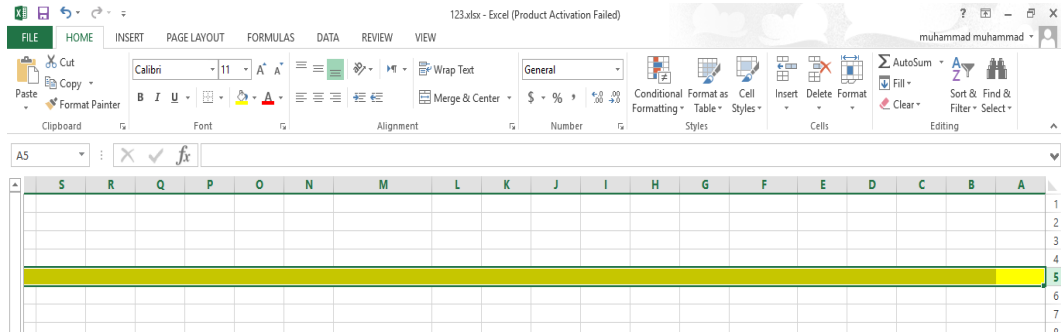 123.xlsx - Excel (Product Activation Failed)
FILE HOME INSERT PAGE LAYOUT FORMULAS DATA REVIEW VIEW muhammad muhammad
Cut
Copy
Format Painter
Paste
Clipboard
Calibri 11
B I U
Font
Wrap Text
Merge & Center
Alignment
General
$ % ,
Number
Conditional Formatting
Format as Table
Cell Styles
Styles
Insert Delete Format
Cells
AutoSum
Fill
Clear
Sort & Filter
Find & Select
Editing
A5 fx
S R Q P O N M L K J I H G F E D C B A
1
2
3
4
5
6
7